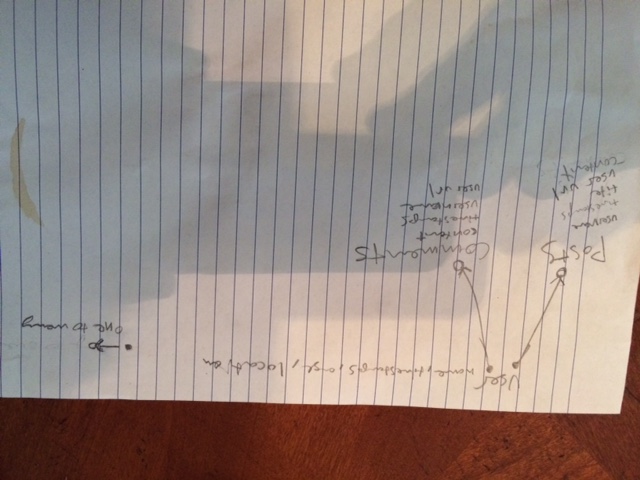 User
name, timestamps, age, location
one to many
Posts
username
timestamps
title
user url
content
Comments
content
timestamps
username
user url